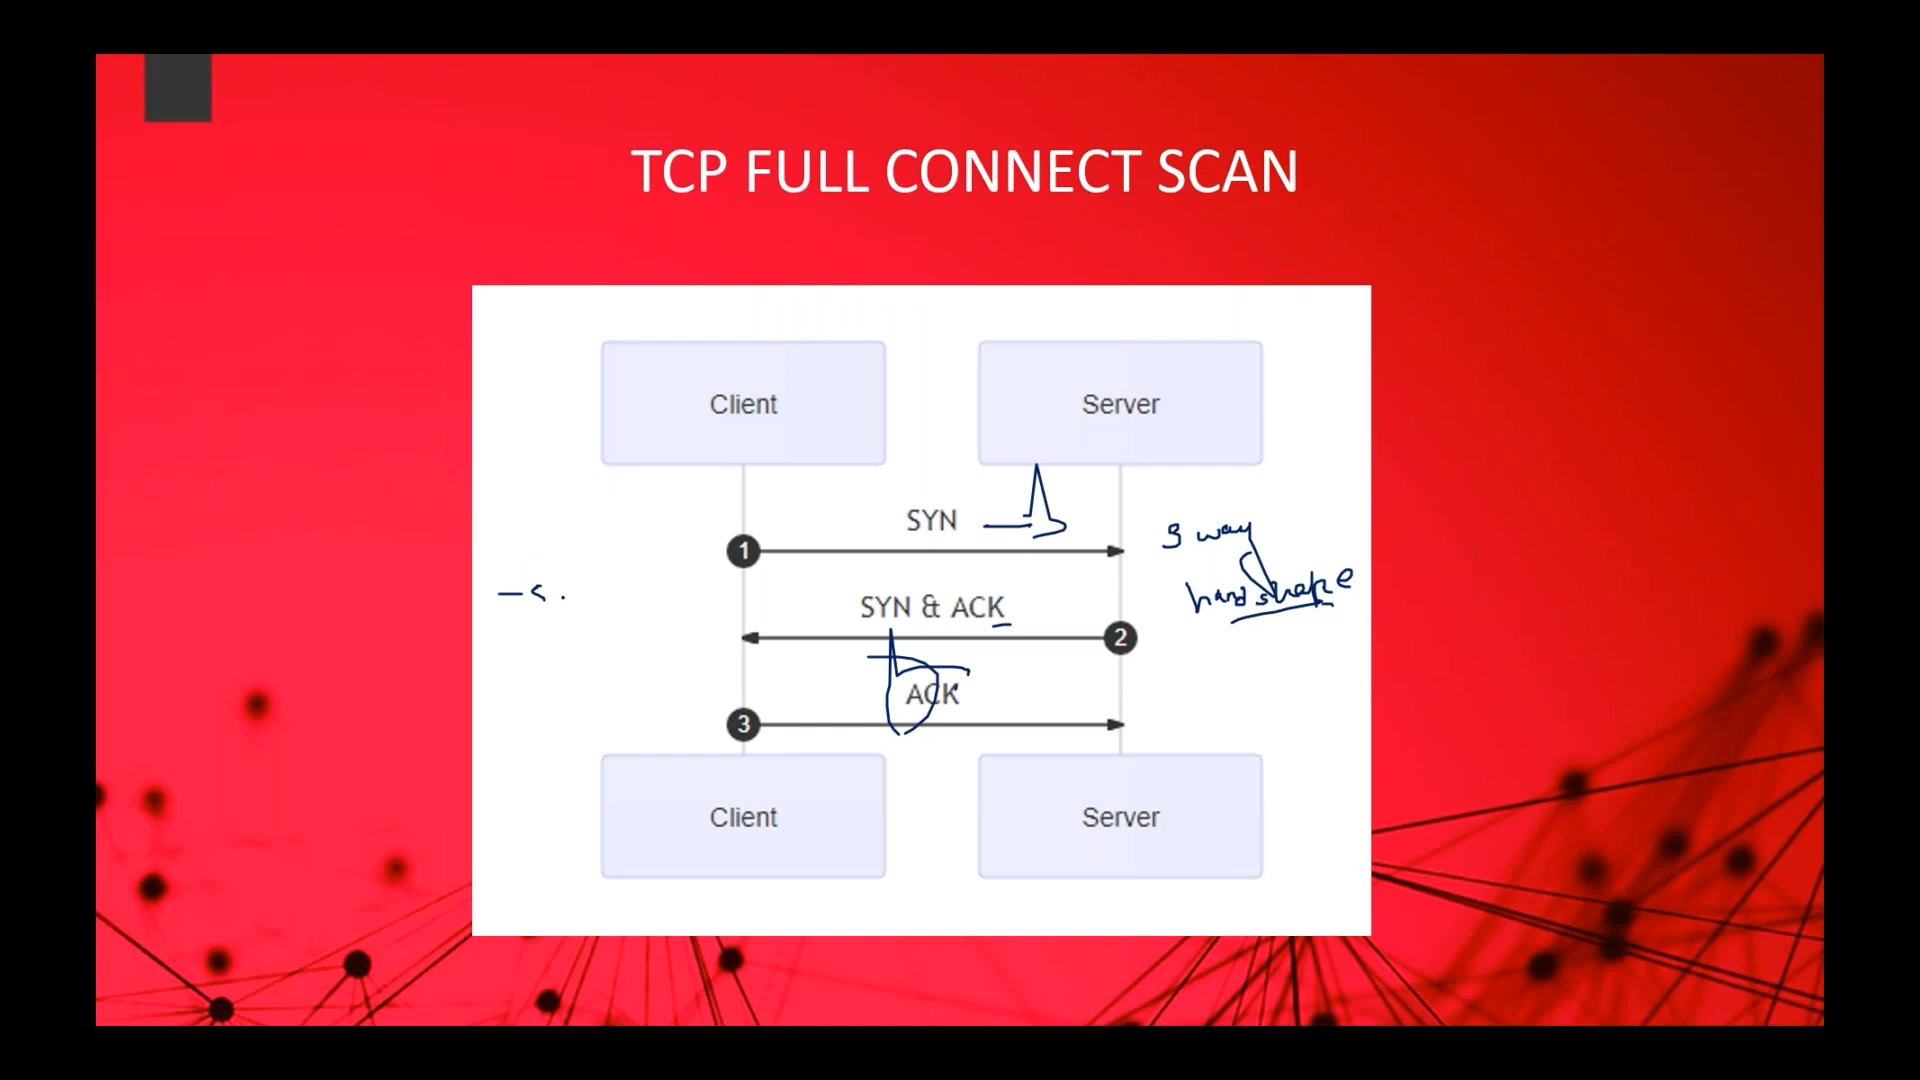 TCP FULL CONNECT SCAN
Client
Server
SYN
1
3 way
handshake
-s.
SYN & ACK
2
ACK
3
Client
Server